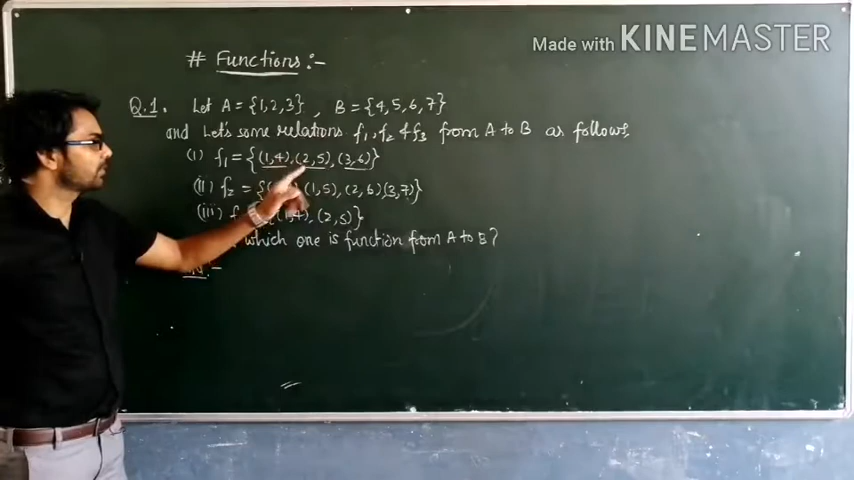 Made with KINEMASTER
# Functions:-
Q.1. Let A = {1,2,3} , B = {4,5,6,7}
and Let's some relations f₁, f₂ & f₃ from A to B as follows,
(i) f₁ = {(1,4),(2,5),(3,6)}
(ii) f₂ = (1,5),(2,6)(3,7)}
(iii) (1,4),(2,5)}
which one is function from A to B?